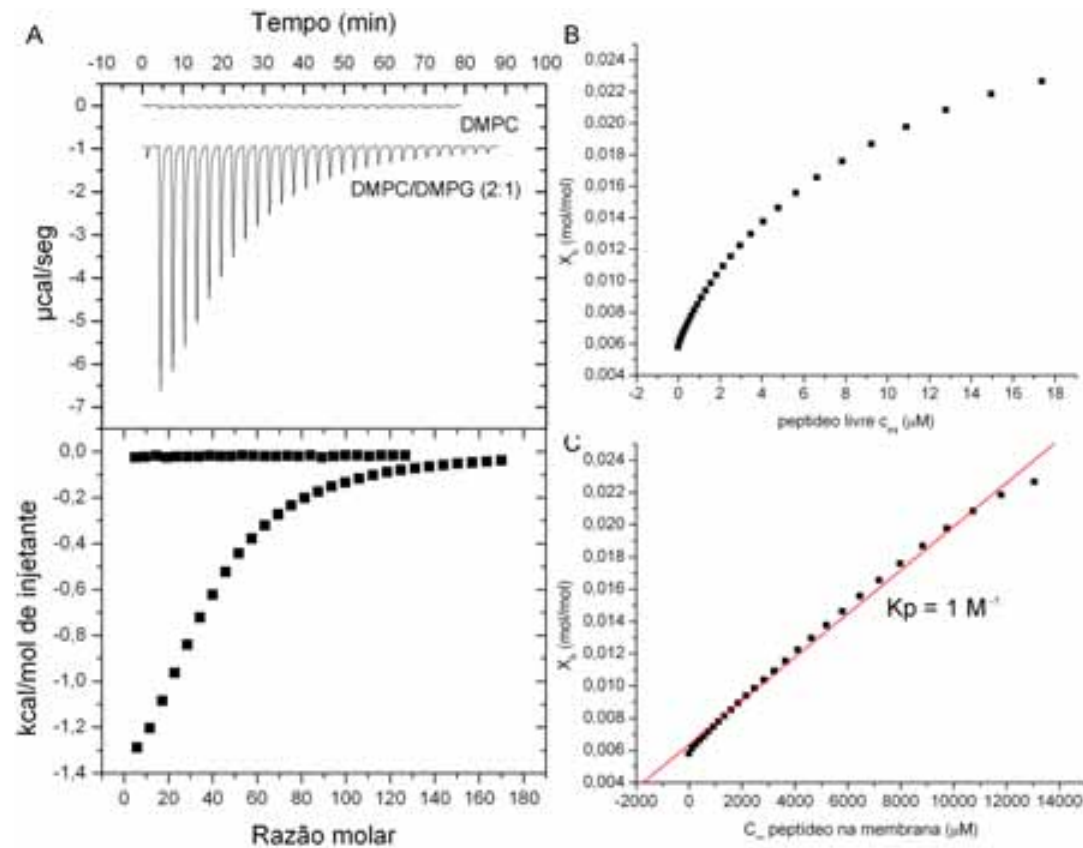 A
Tempo (min)
-10 0 10 20 30 40 50 60 70 80 90 100
0
-1
-2
-3
-4
-5
-6
-7
µcal/seg
DMPC
DMPC/DMPG (2:1)
0,0
-0,2
-0,4
-0,6
-0,8
-1,0
-1,2
-1,4
kcal/mol de injetante
0 20 40 60 80 100 120 140 160 180
Razão molar
B
0.024
0.022
0.020
0.018
0.016
0.014
0.012
0.010
0.008
0.006
0.004
X_b (mol/mol)
-2 0 2 4 6 8 10 12 14 16 18
peptídeo livre c_eq (µM)
C
0.024
0.022
0.020
0.018
0.016
0.014
0.012
0.010
0.008
0.006
0.004
X_b (mol/mol)
Kp = 1 M⁻¹
-2000 0 2000 4000 6000 8000 10000 12000 14000
C_m peptídeo na membrana (µM)